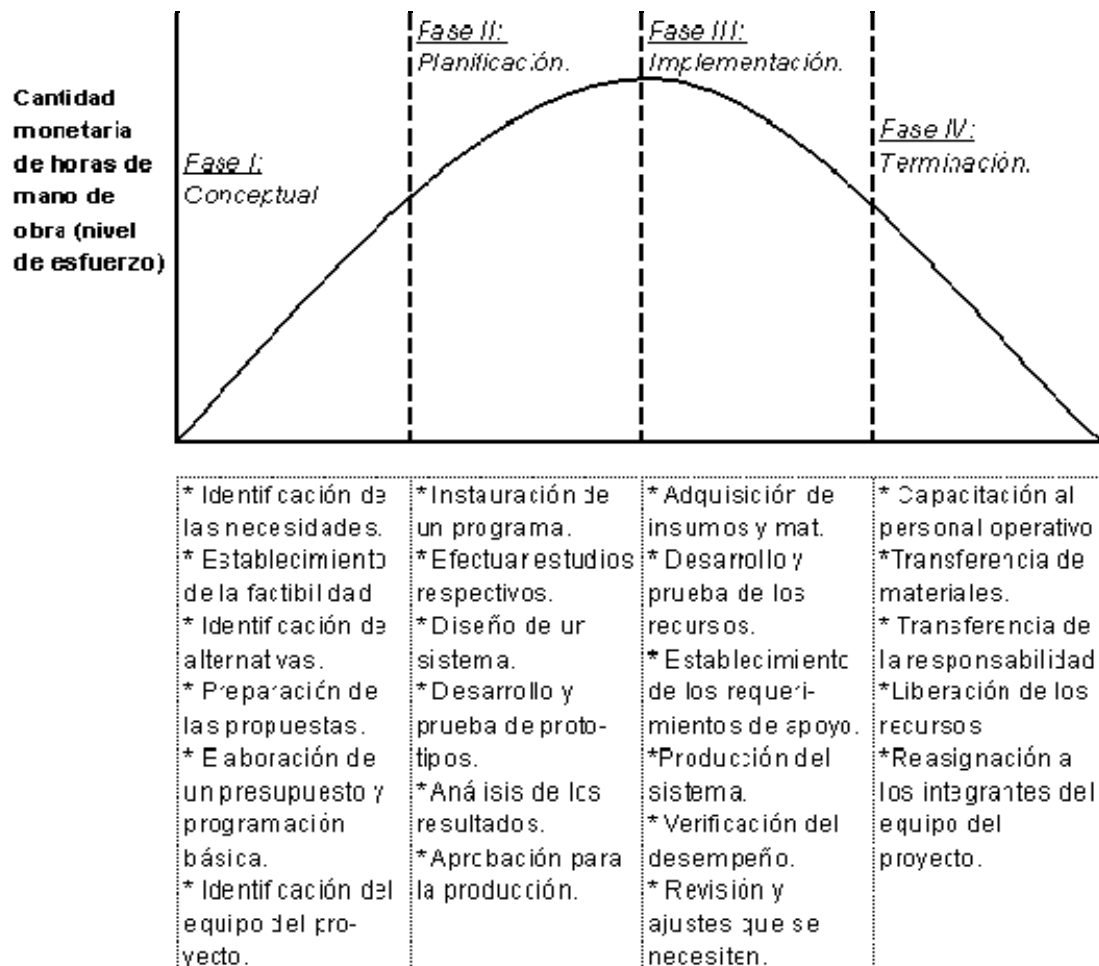 Cantidad
monetaria
de horas de
mano de
obra (nivel
de esfuerzo)
Fase I:
Conceptual
Fase II:
Planificación.
Fase III:
Implementación.
Fase IV:
Terminación.
* Identificación de
las necesidades.
* Establecimiento
de la factibilidad
* Identificación de
alternativas.
* Preparación de
las propuestas.
* Elaboración de
un presupuesto y
programación
básica.
* Identificación del
equipo del pro-
yecto.
* Instauración de
un programa.
* Efectuar estudios
respectivos.
* Diseño de un
sistema.
* Desarrollo y
prueba de proto-
tipos.
* Análisis de los
resultados.
* Aprobación para
la producción.
* Adquisición de
insumos y mat.
* Desarrollo y
prueba de los
recursos.
* Establecimiento
de los requeri-
mientos de apoyo.
*Producción del
sistema.
* Verificación del
desempeño.
* Revisión y
ajustes que se
necesiten.
* Capacitación al
personal operativo
*Transferencia de
materiales.
* Transferencia de
la responsabilidad
*Liberación de los
recursos
*Reasignación a
los integrantes del
equipo del
proyecto.